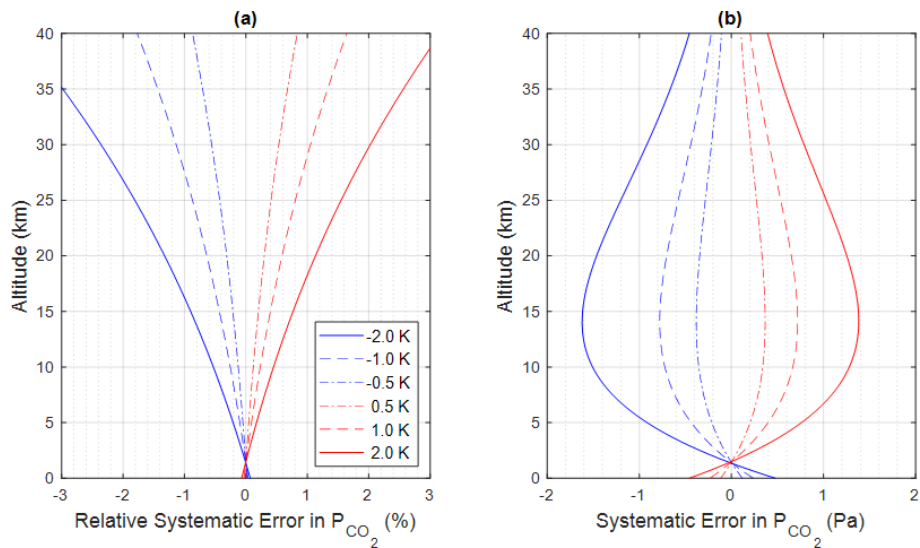 (a)
40
35
30
25
20
15
10
5
0
Altitude (km)
-3
-2
-1
0
1
2
3
Relative Systematic Error in P_CO_2 (%)
-2.0 K
-1.0 K
-0.5 K
0.5 K
1.0 K
2.0 K
(b)
40
35
30
25
20
15
10
5
0
Altitude (km)
-2
-1
0
1
2
Systematic Error in P_CO_2 (Pa)